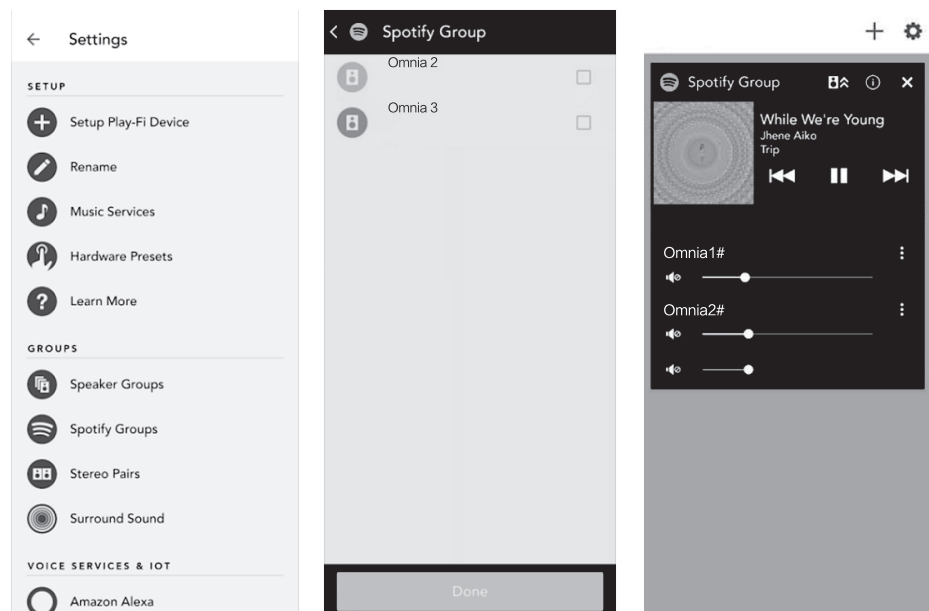 Settings
SETUP
Setup Play-Fi Device
Rename
Music Services
Hardware Presets
Learn More
GROUPS
Speaker Groups
Spotify Groups
Stereo Pairs
Surround Sound
VOICE SERVICES & IOT
Amazon Alexa
Spotify Group
Omnia 2
Omnia 3
Done
Spotify Group
While We're Young
Jhene Aiko
Trip
Omnia1#
Omnia2#